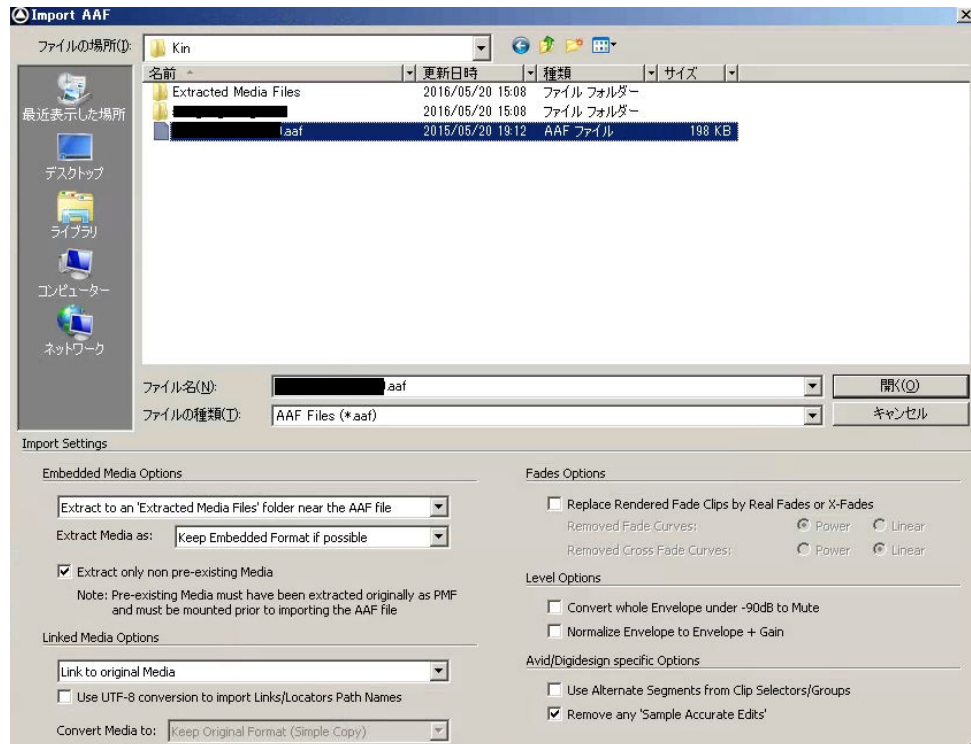 Import AAF
ファイルの場所(I):
Kin
名前
更新日時
種類
サイズ
Extracted Media Files
2016/05/20 15:08
ファイル フォルダー
2016/05/20 15:08
ファイル フォルダー
.aaf
2015/05/20 19:12
AAF ファイル
198 KB
最近表示した場所
デスクトップ
ライブラリ
コンピューター
ネットワーク
ファイル名(N):
.aaf
開く(O)
ファイルの種類(T):
AAF Files (*.aaf)
キャンセル
Import Settings
Embedded Media Options
Extract to an 'Extracted Media Files' folder near the AAF file
Extract Media as:
Keep Embedded Format if possible
Extract only non pre-existing Media
Note: Pre-existing Media must have been extracted originally as PMF
and must be mounted prior to importing the AAF file
Linked Media Options
Link to original Media
Use UTF-8 conversion to import Links/Locators Path Names
Convert Media to:
Keep Original Format (Simple Copy)
Fades Options
Replace Rendered Fade Clips by Real Fades or X-Fades
Removed Fade Curves:
Power
Linear
Removed Cross Fade Curves:
Power
Linear
Level Options
Convert whole Envelope under -90dB to Mute
Normalize Envelope to Envelope + Gain
Avid/Digidesign specific Options
Use Alternate Segments from Clip Selectors/Groups
Remove any 'Sample Accurate Edits'